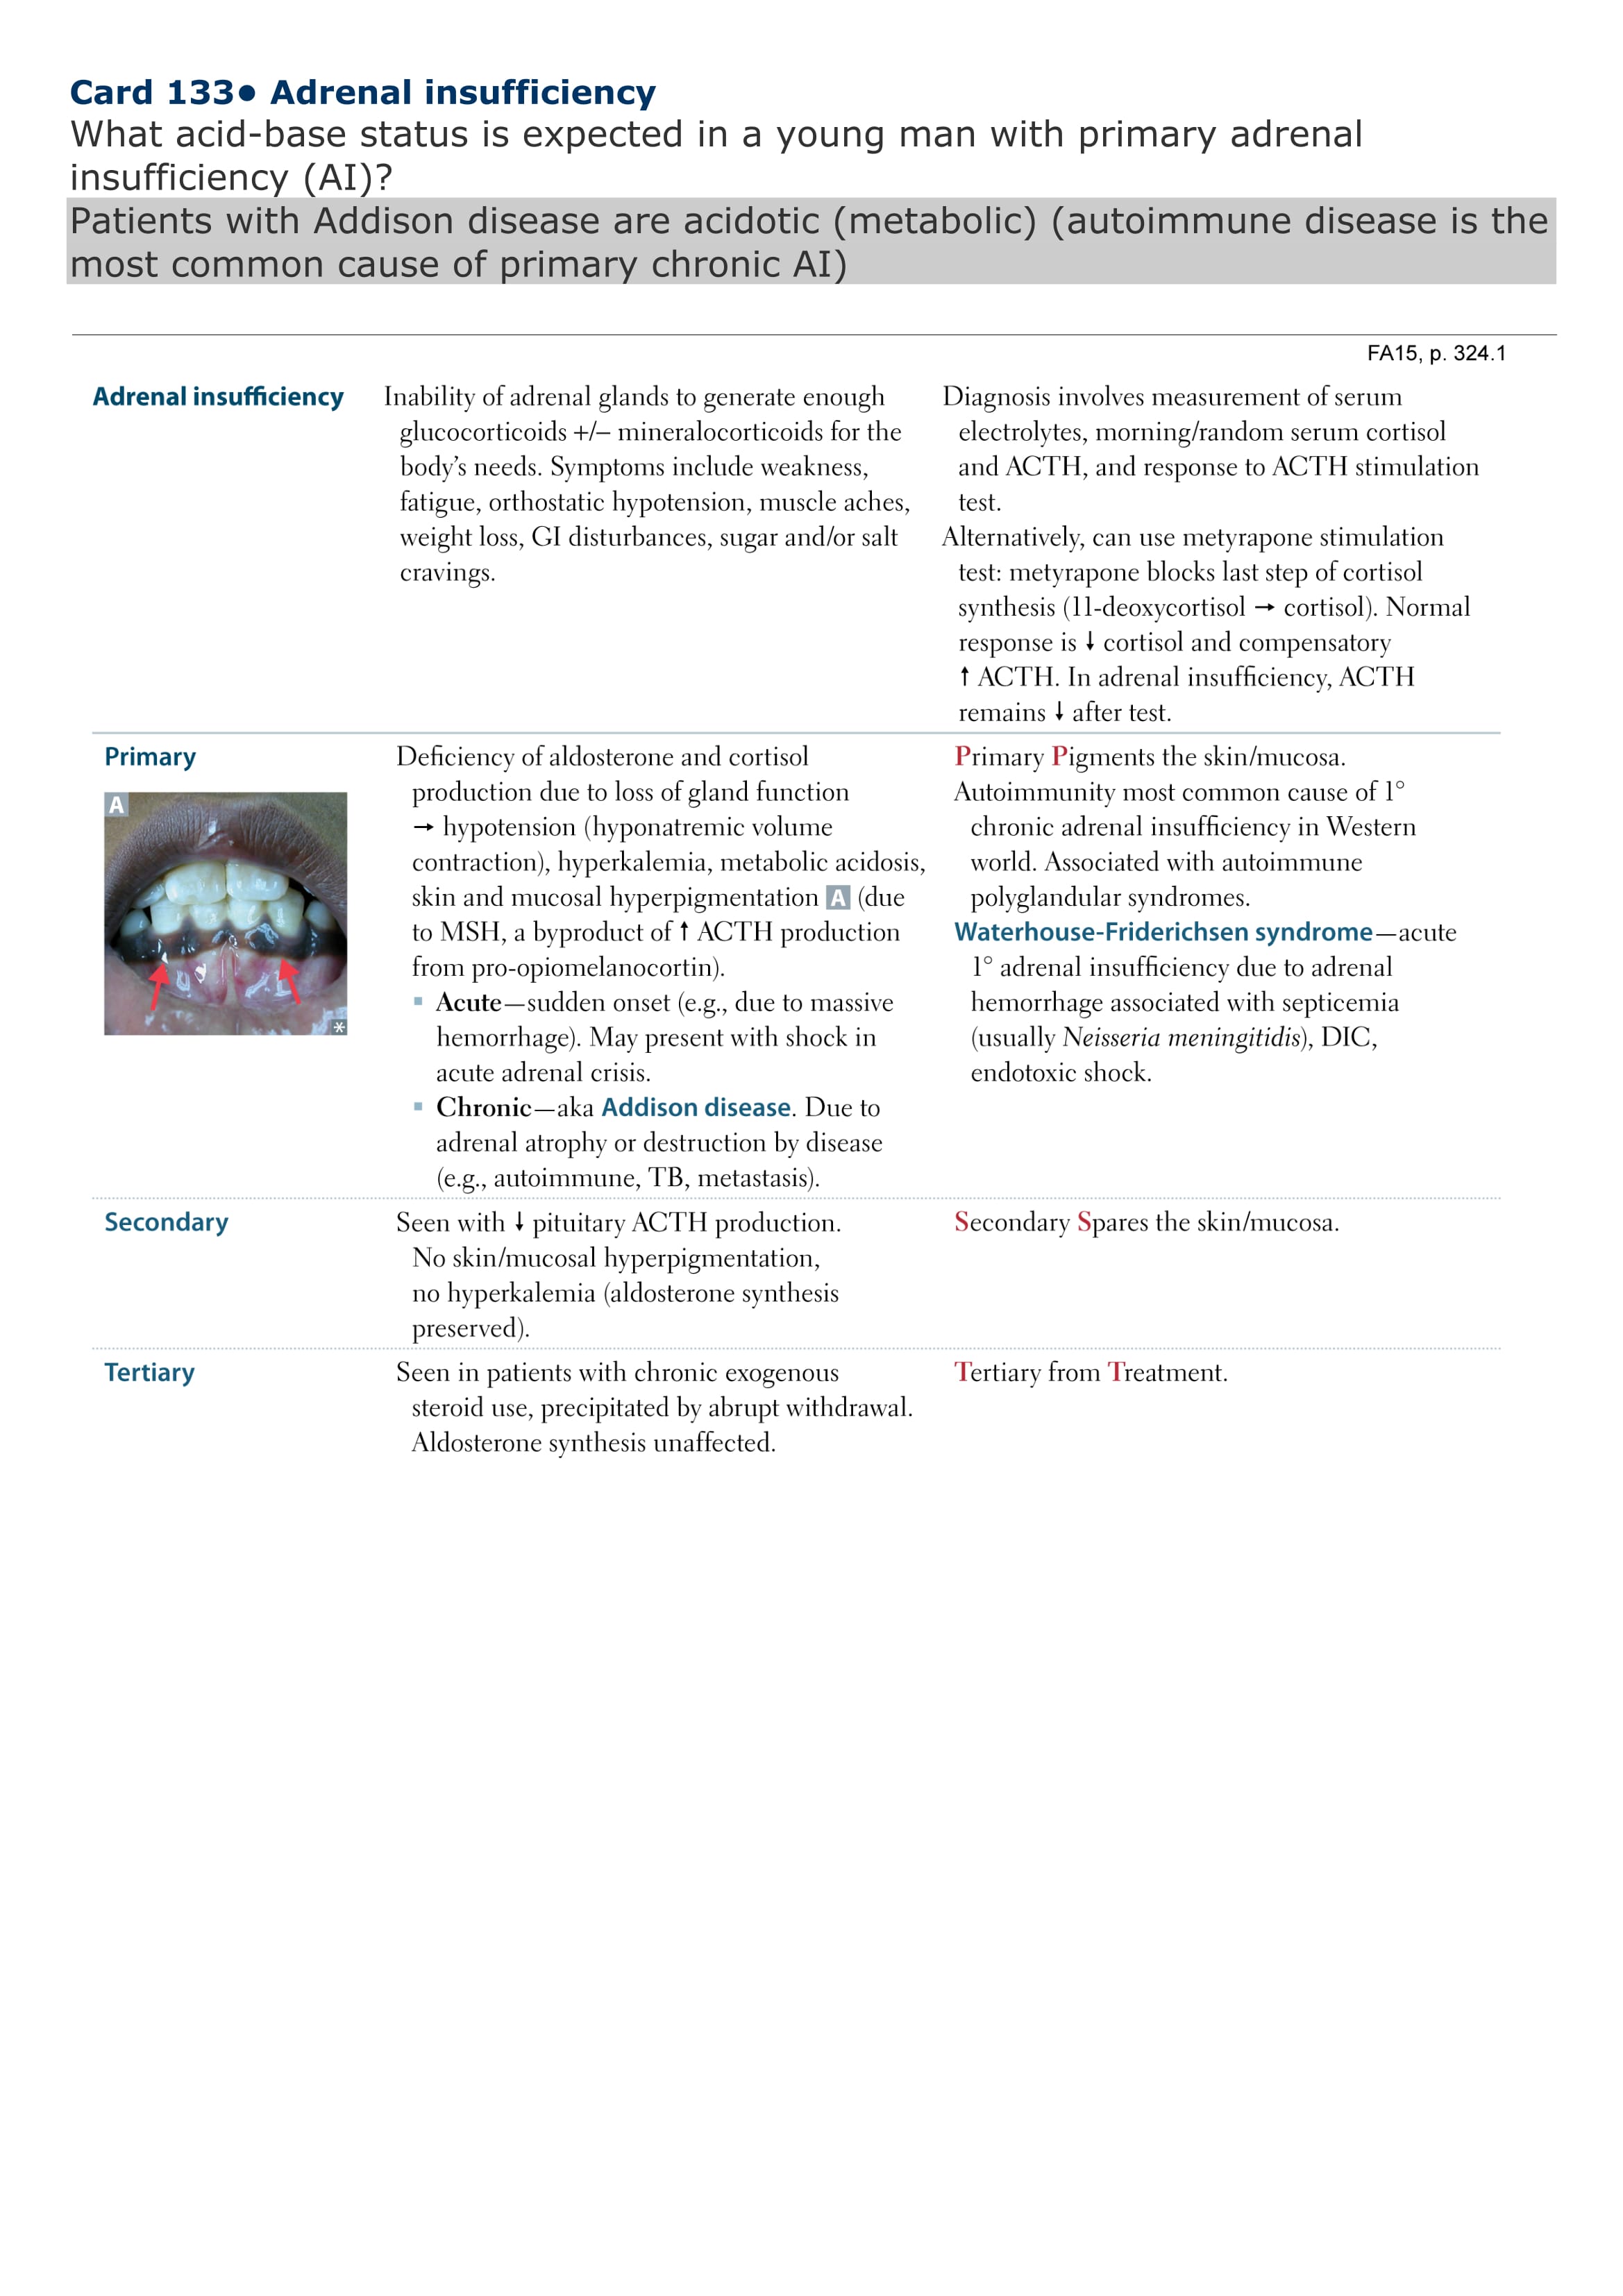 Card 133• Adrenal insufficiency
What acid-base status is expected in a young man with primary adrenal
insufficiency (AI)?
Patients with Addison disease are acidotic (metabolic) (autoimmune disease is the
most common cause of primary chronic AI)
FA15, p. 324.1
Adrenal insufficiency
Inability of adrenal glands to generate enough
glucocorticoids +/– mineralocorticoids for the
body’s needs. Symptoms include weakness,
fatigue, orthostatic hypotension, muscle aches,
weight loss, GI disturbances, sugar and/or salt
cravings.
Diagnosis involves measurement of serum
electrolytes, morning/random serum cortisol
and ACTH, and response to ACTH stimulation
test.
Alternatively, can use metyrapone stimulation
test: metyrapone blocks last step of cortisol
synthesis (11-deoxycortisol → cortisol). Normal
response is ↓ cortisol and compensatory
↑ ACTH. In adrenal insufficiency, ACTH
remains ↓ after test.
Primary
A
*
Deficiency of aldosterone and cortisol
production due to loss of gland function
→ hypotension (hyponatremic volume
contraction), hyperkalemia, metabolic acidosis,
skin and mucosal hyperpigmentation A (due
to MSH, a byproduct of ↑ ACTH production
from pro-opiomelanocortin).
▪ Acute—sudden onset (e.g., due to massive
hemorrhage). May present with shock in
acute adrenal crisis.
▪ Chronic—aka Addison disease. Due to
adrenal atrophy or destruction by disease
(e.g., autoimmune, TB, metastasis).
Primary Pigments the skin/mucosa.
Autoimmunity most common cause of 1°
chronic adrenal insufficiency in Western
world. Associated with autoimmune
polyglandular syndromes.
Waterhouse-Friderichsen syndrome—acute
1° adrenal insufficiency due to adrenal
hemorrhage associated with septicemia
(usually Neisseria meningitidis), DIC,
endotoxic shock.
Secondary
Seen with ↓ pituitary ACTH production.
No skin/mucosal hyperpigmentation,
no hyperkalemia (aldosterone synthesis
preserved).
Secondary Spares the skin/mucosa.
Tertiary
Seen in patients with chronic exogenous
steroid use, precipitated by abrupt withdrawal.
Aldosterone synthesis unaffected.
Tertiary from Treatment.